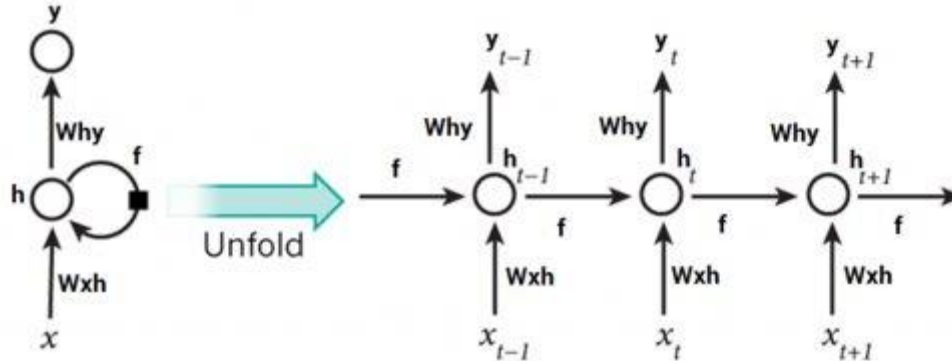 y
Why
f
h
Wxh
x
Unfold
y t-1
y t
y t+1
Why
Why
Why
f
h t-1
h t
h t+1
f
f
f
Wxh
Wxh
Wxh
x t-1
x t
x t+1